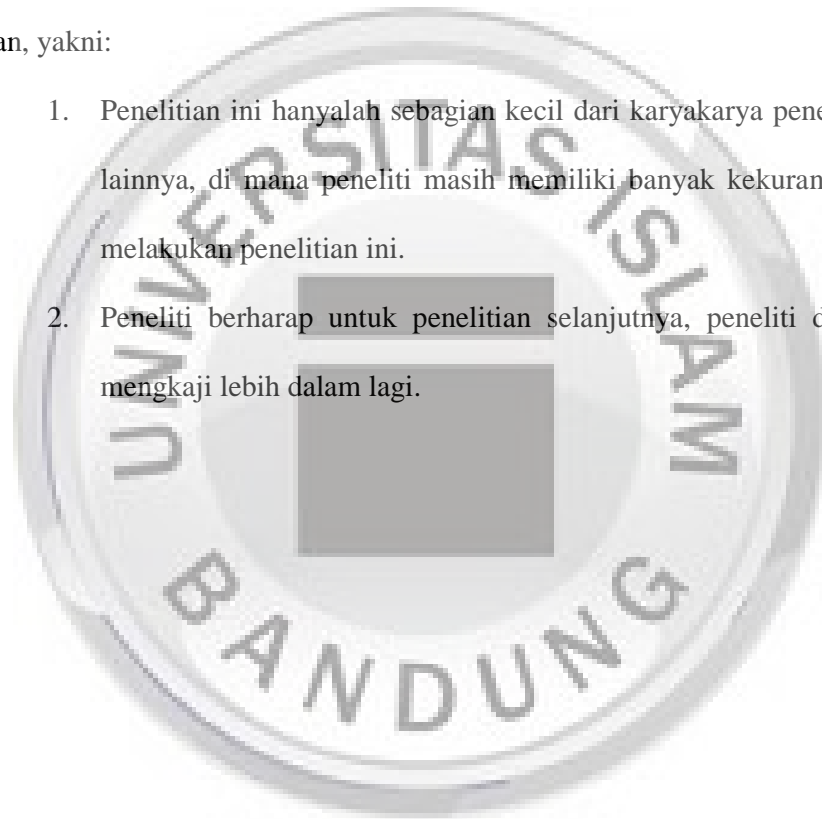 an, yakni:
1. Penelitian ini hanyalah sebagian kecil dari karyakarya pene
lainnya, di mana peneliti masih memiliki banyak kekuran
melakukan penelitian ini.
2. Peneliti berharap untuk penelitian selanjutnya, peneliti d
mengkaji lebih dalam lagi.
UNIVERSITAS ISLAM
BANDUNG